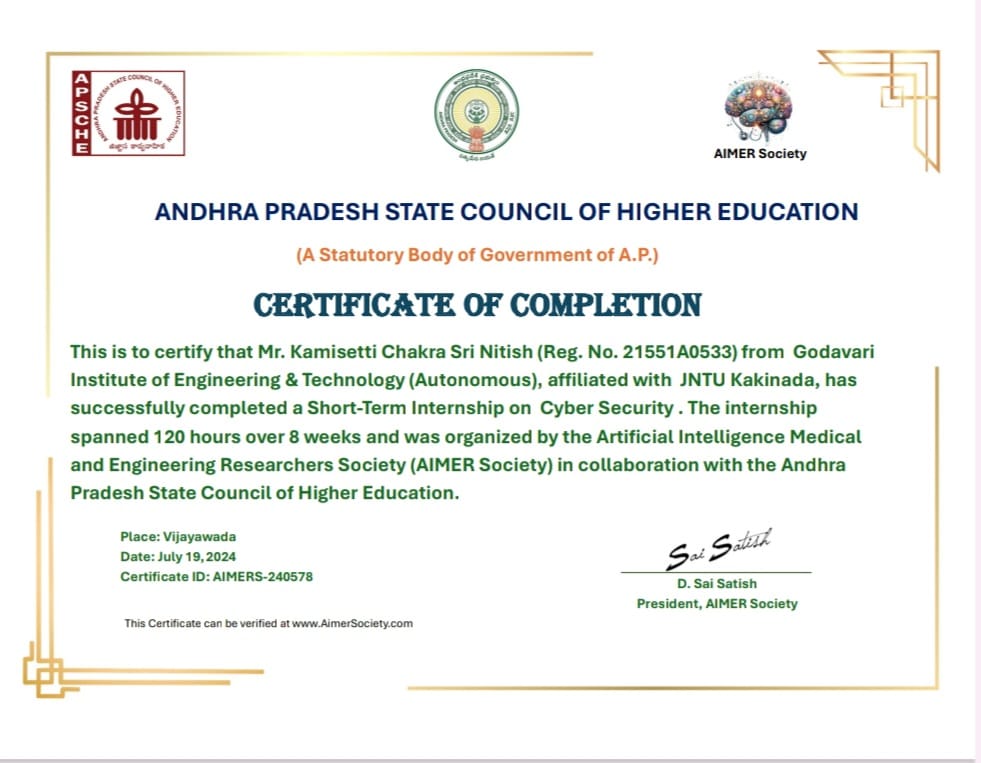 APSCHE
ANDHRA PRADESH STATE COUNCIL OF HIGHER EDUCATION
AIMER Society
ANDHRA PRADESH STATE COUNCIL OF HIGHER EDUCATION
(A Statutory Body of Government of A.P.)
CERTIFICATE OF COMPLETION
This is to certify that Mr. Kamisetti Chakra Sri Nitish (Reg. No. 21551A0533) from Godavari
Institute of Engineering & Technology (Autonomous), affiliated with JNTU Kakinada, has
successfully completed a Short-Term Internship on Cyber Security . The internship
spanned 120 hours over 8 weeks and was organized by the Artificial Intelligence Medical
and Engineering Researchers Society (AIMER Society) in collaboration with the Andhra
Pradesh State Council of Higher Education.
Place: Vijayawada
Date: July 19,2024
Certificate ID: AIMERS-240578
Sai Satish
D. Sai Satish
President, AIMER Society
This Certificate can be verified at www.AimerSociety.com